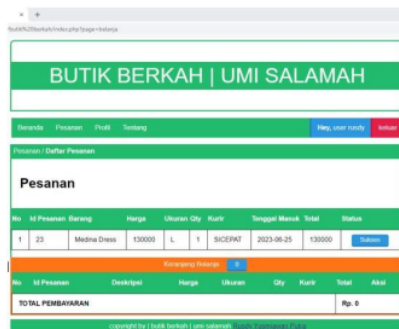 butik%20berkah/index.php?page=belanja
BUTIK BERKAH | UMI SALAMAH
Beranda Pesanan Profil Tentang Hey, user rusdy keluar
Pesanan / Daftar Pesanan
Pesanan
No Id Pesanan Barang Harga Ukuran Qty Kurir Tanggal Masuk Total Status
1 23 Medina Dress 130000 L 1 SICEPAT 2023-06-25 130000 Sukses
Keranjang Belanja 0
No Id Pesanan Deskripsi Harga Ukuran Qty Kurir Total Aksi
TOTAL PEMBAYARAN Rp. 0
copyright by | butik berkah | umi salamah